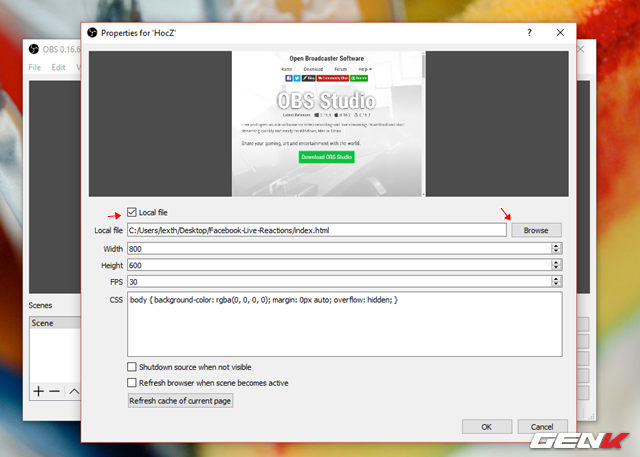 Properties for 'HocZ'
OBS 0.16.6
File Edit
Open Broadcaster Software
Home Download Forum Help
OBS Studio
Share your gaming, art and entertainment with the world.
Download OBS Studio
Local file
Local file C:/Users/lexth/Desktop/Facebook-Live-Reactions/index.html Browse
Width 800
Height 600
FPS 30
CSS body { background-color: rgba(0, 0, 0, 0); margin: 0px auto; overflow: hidden; }
Scenes
Scene
Shutdown source when not visible
Refresh browser when scene becomes active
Refresh cache of current page
OK Cancel
GENK